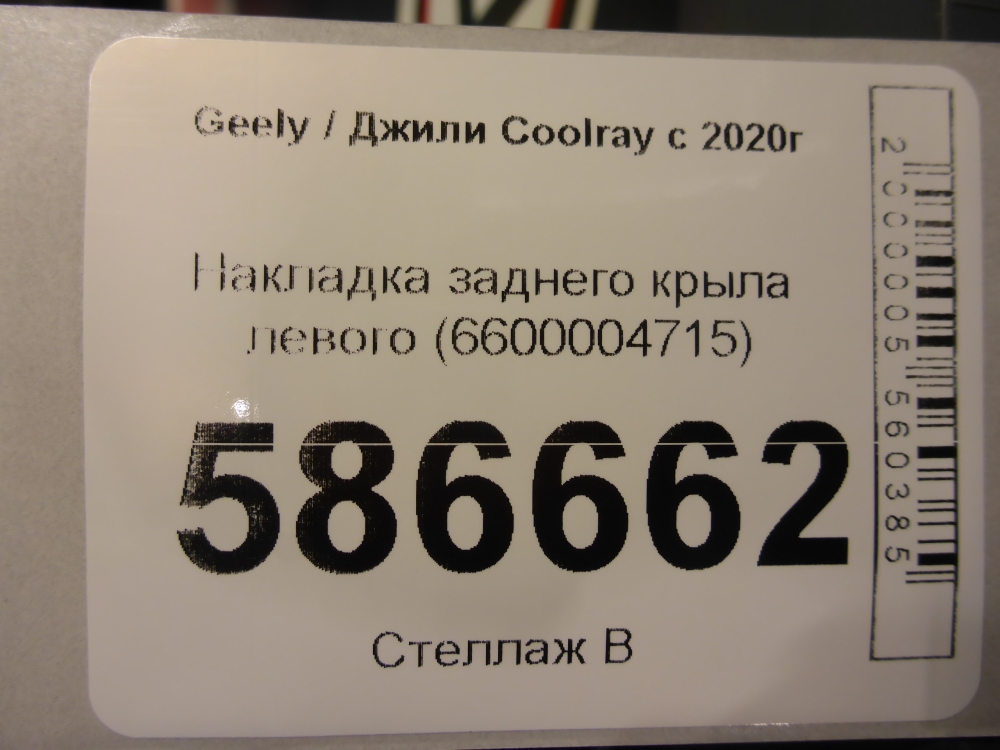 Geely / Джили Coolray с 2020г
Накладка заднего крыла
левого (6600004715)
586662
Стеллаж В
2000005560385